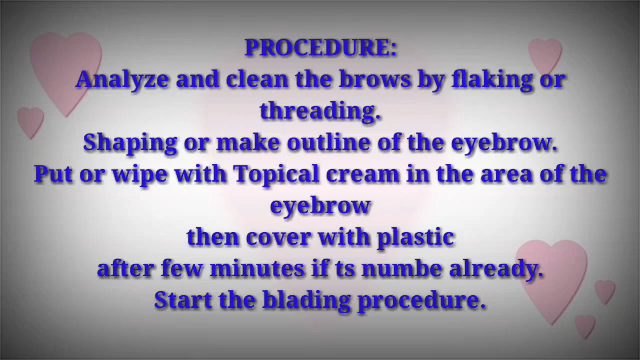 PROCEDURE:
Analyze and clean the brows by flaking or
threading.
Shaping or make outline of the eyebrow.
Put or wipe with Topical cream in the area of the
eyebrow
then cover with plastic
after few minutes if ts numbe already.
Start the blading procedure.